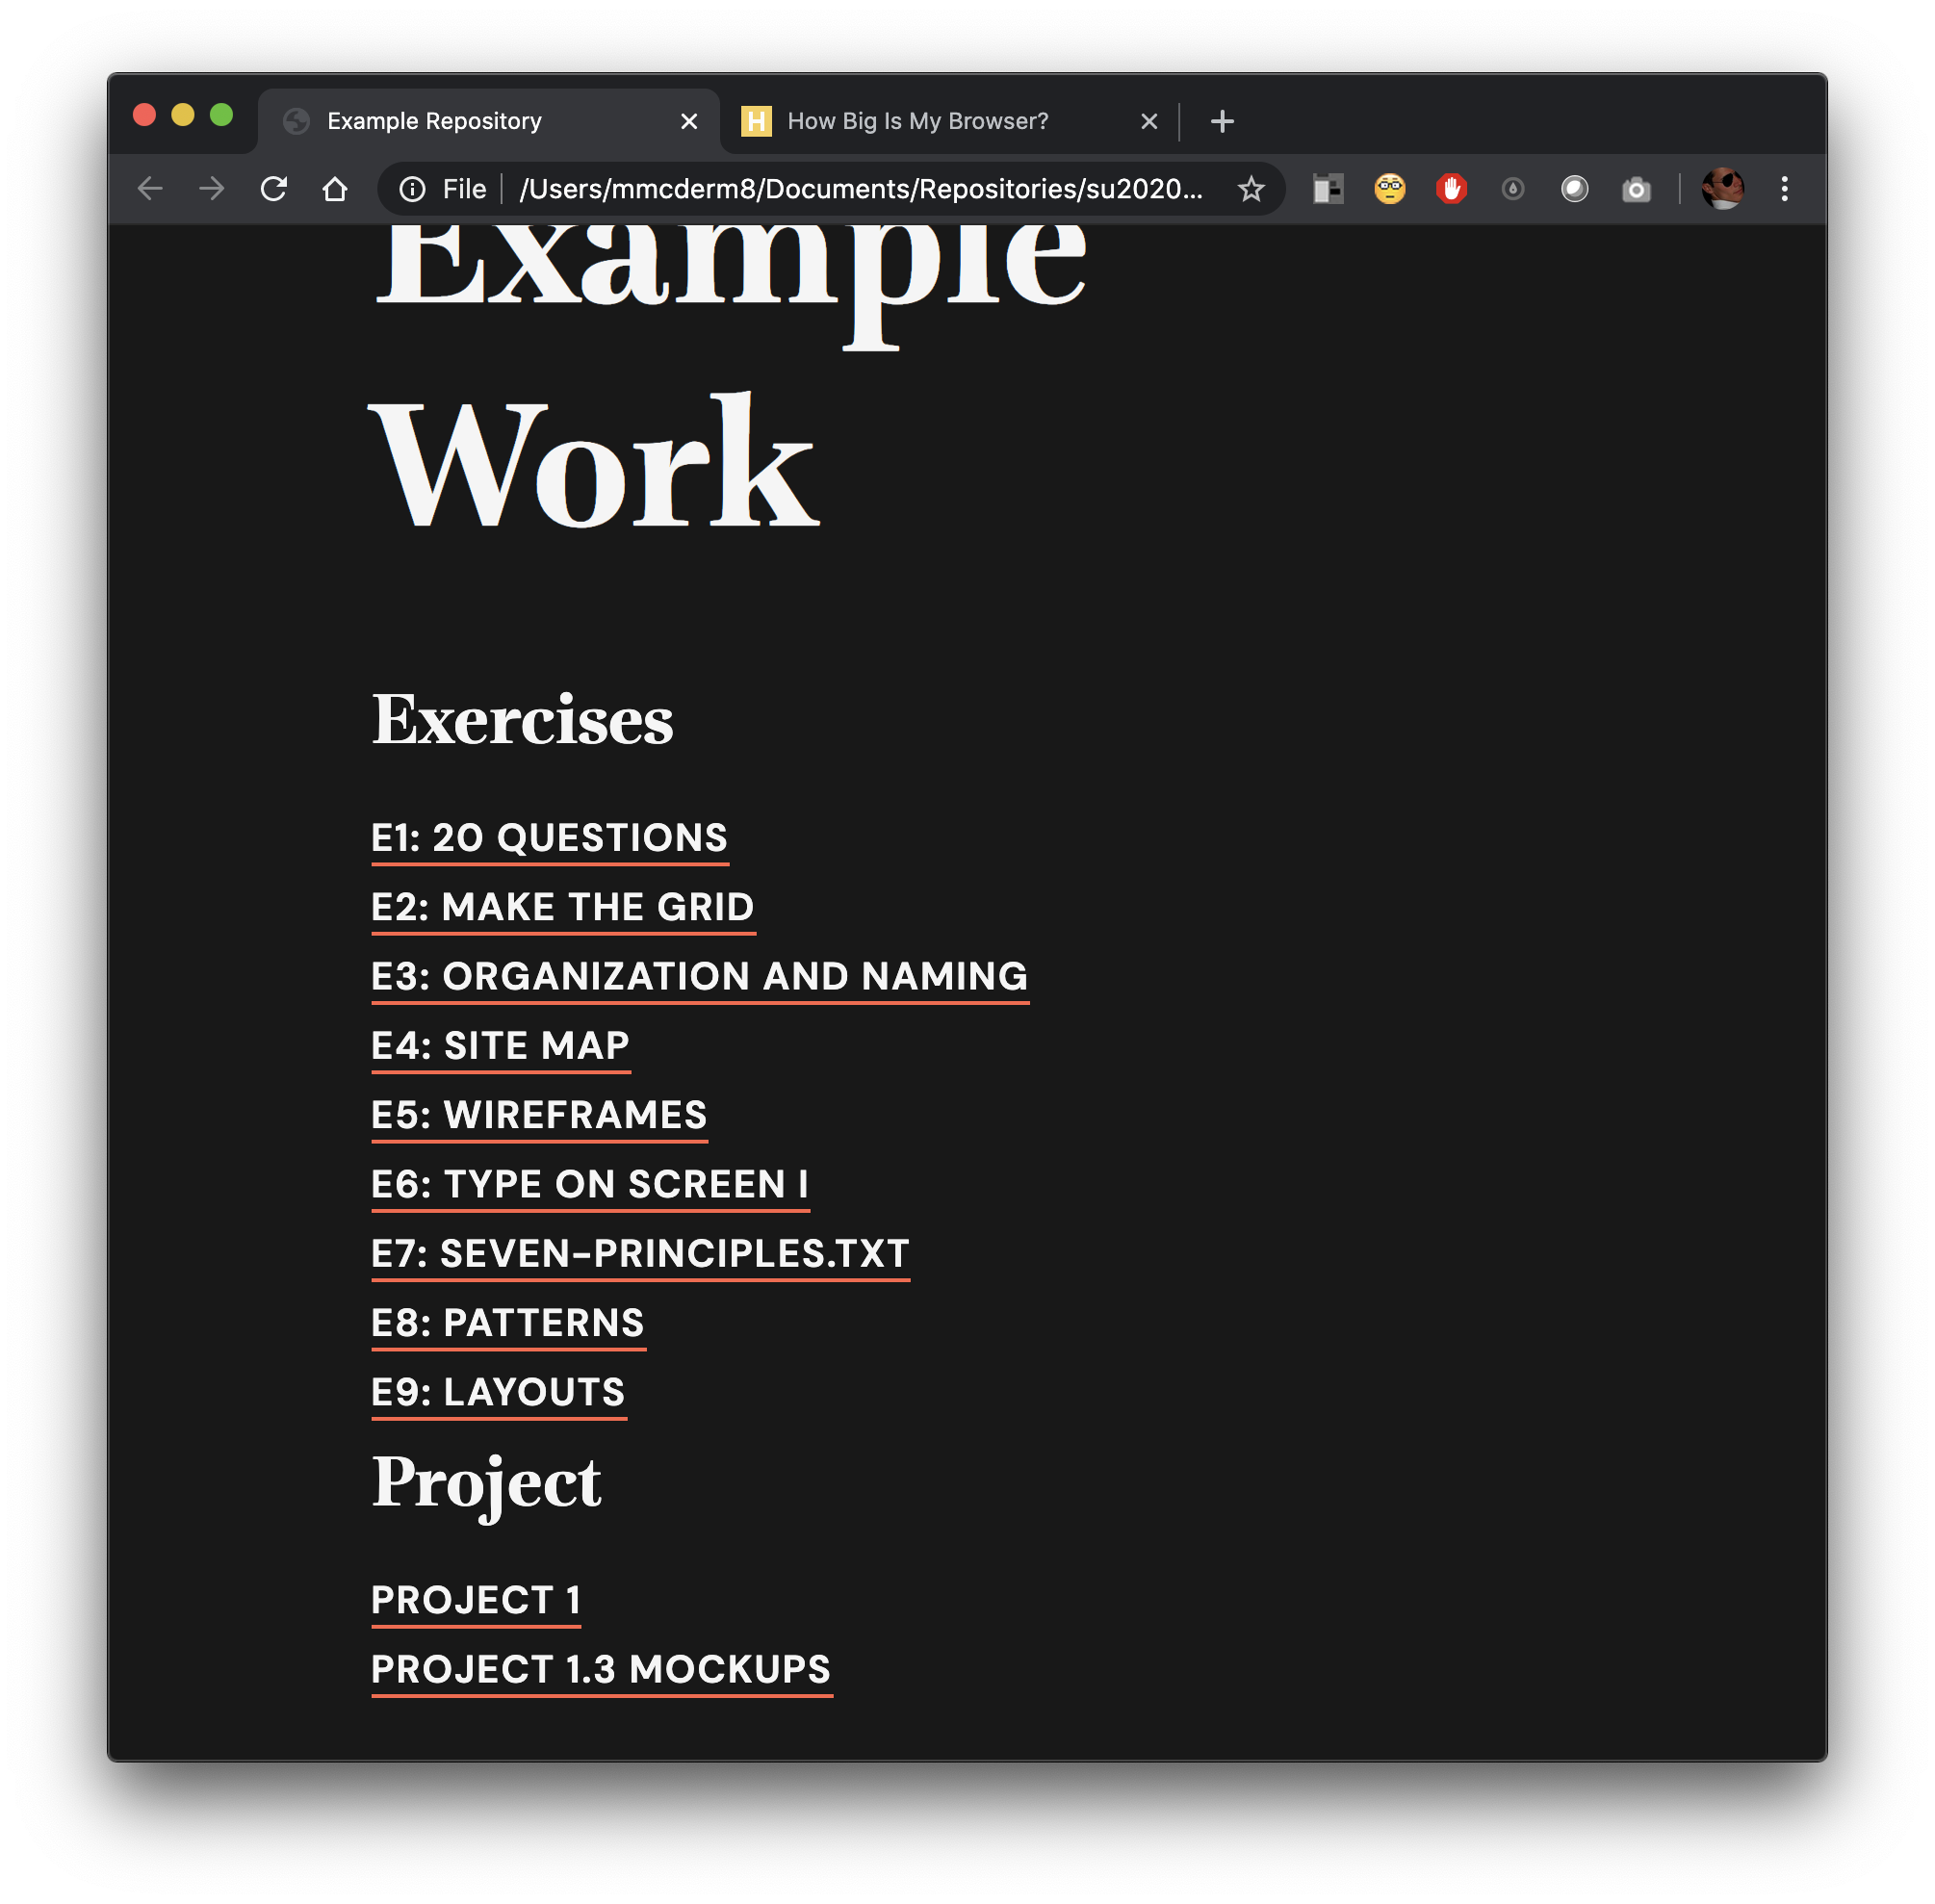 Example Repository
H How Big Is My Browser?
File /Users/mmcderm8/Documents/Repositories/su2020...
Example
Work
Exercises
E1: 20 QUESTIONS
E2: MAKE THE GRID
E3: ORGANIZATION AND NAMING
E4: SITE MAP
E5: WIREFRAMES
E6: TYPE ON SCREEN I
E7: SEVEN-PRINCIPLES.TXT
E8: PATTERNS
E9: LAYOUTS
Project
PROJECT 1
PROJECT 1.3 MOCKUPS